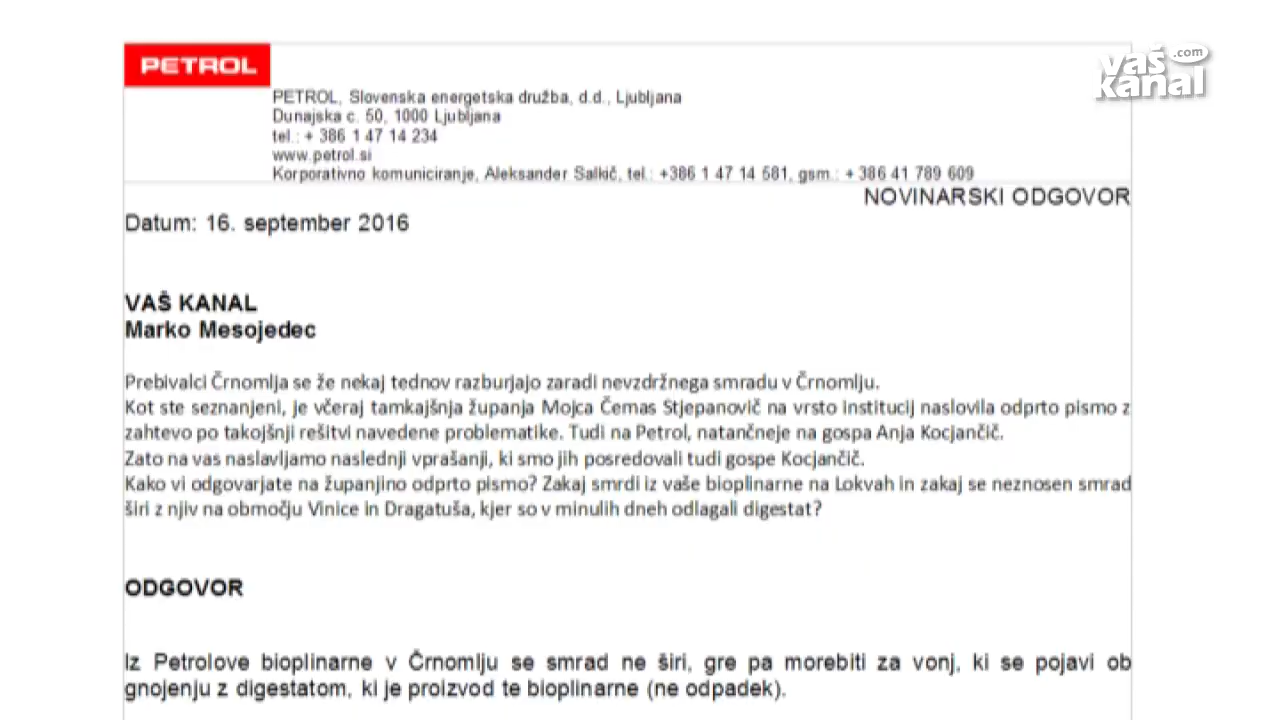 PETROL
vaš
.com
kanal
PETROL, Slovenska energetska družba, d.d., Ljubljana
Dunajska c. 50, 1000 Ljubljana
tel.: + 386 1 47 14 234
www.petrol.si
Korporativno komuniciranje, Aleksander Salkič, tel.: +386 1 47 14 581, gsm.: + 386 41 789 609
NOVINARSKI ODGOVOR
Datum: 16. september 2016
VAŠ KANAL
Marko Mesojedec
Prebivalci Črnomlja se že nekaj tednov razburjajo zaradi nevzdržnega smradu v Črnomlju.
Kot ste seznanjeni, je včeraj tamkajšnja županja Mojca Čemas Stjepanovič na vrsto institucij naslovila odprto pismo z
zahtevo po takojšnji rešitvi navedene problematike. Tudi na Petrol, natančneje na gospa Anja Kocjančič.
Zato na vas naslavljamo naslednji vprašanji, ki smo jih posredovali tudi gospe Kocjančič.
Kako vi odgovarjate na županjino odprto pismo? Zakaj smrdi iz vaše bioplinarne na Lokvah in zakaj se neznosen smrad
širi z njiv na območju Vinice in Dragatuša, kjer so v minulih dneh odlagali digestat?
ODGOVOR
Iz Petrolove bioplinarne v Črnomlju se smrad ne širi, gre pa morebiti za vonj, ki se pojavi ob
gnojenju z digestatom, ki je proizvod te bioplinarne (ne odpadek).